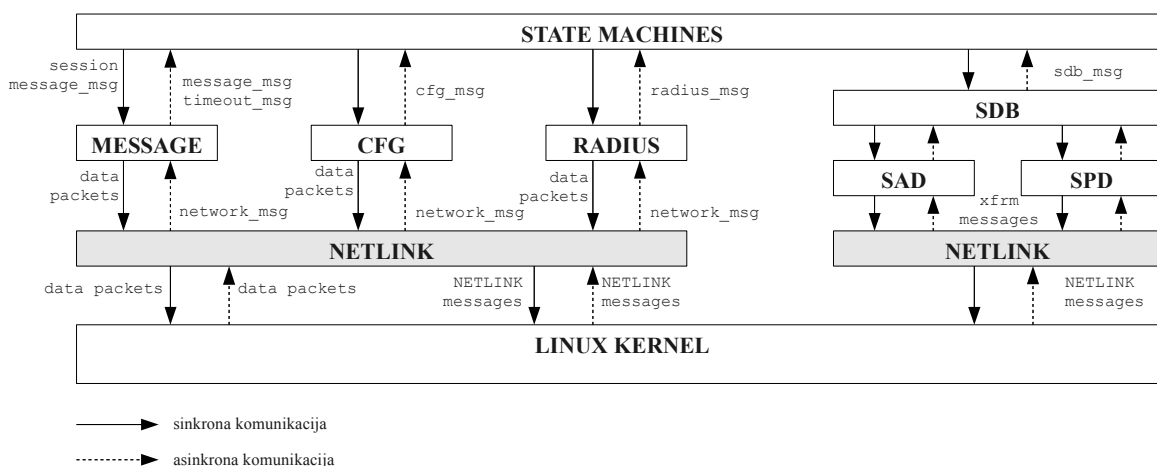 STATE MACHINES
session
message_msg
message_msg
timeout_msg
cfg_msg
radius_msg
sdb_msg
SDB
MESSAGE
CFG
RADIUS
SAD
SPD
data
packets
network_msg
data
packets
network_msg
data
packets
network_msg
xfrm
messages
NETLINK
NETLINK
data packets
data packets
NETLINK
messages
NETLINK
messages
NETLINK
messages
LINUX KERNEL
sinkrona komunikacija
asinkrona komunikacija